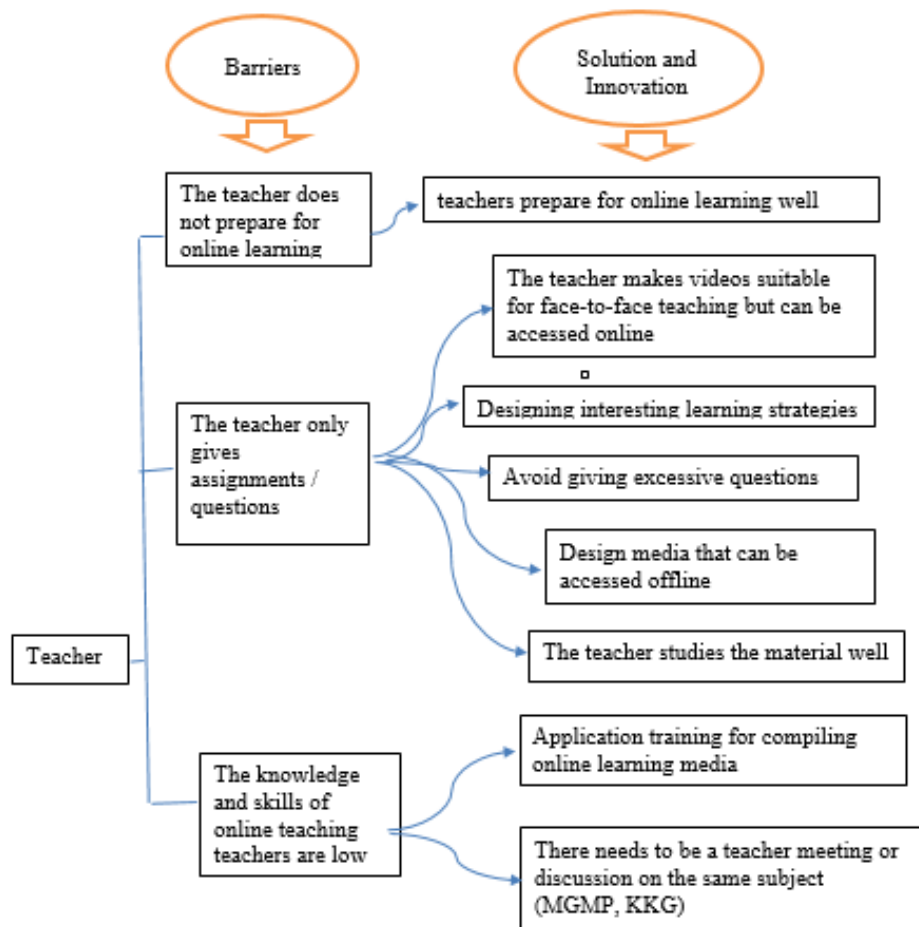 Barriers
Solution and
Innovation
The teacher does
not prepare for
online learning
teachers prepare for online learning well
The teacher makes videos suitable
for face-to-face teaching but can be
accessed online
Designing interesting learning strategies
The teacher only
gives
assignments /
questions
Avoid giving excessive questions
Design media that can be
accessed offline
The teacher studies the material well
Teacher
The knowledge
and skills of
online teaching
teachers are low
Application training for compiling
online learning media
There needs to be a teacher meeting or
discussion on the same subject
(MGMP, KKG)